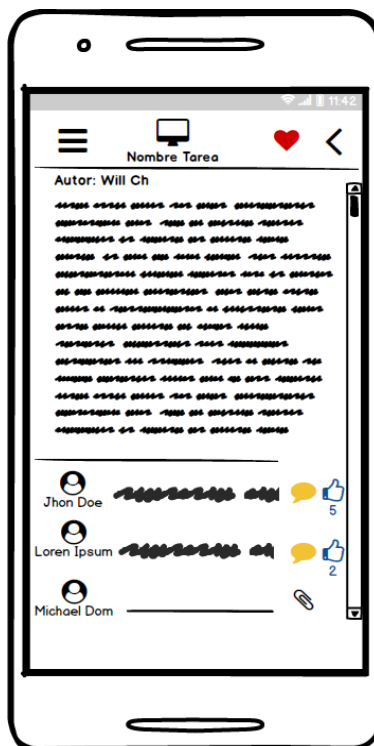 11:42
Nombre Tarea
Autor: Will Ch
Jhon Doe
5
Loren Ipsum
2
Michael Dom